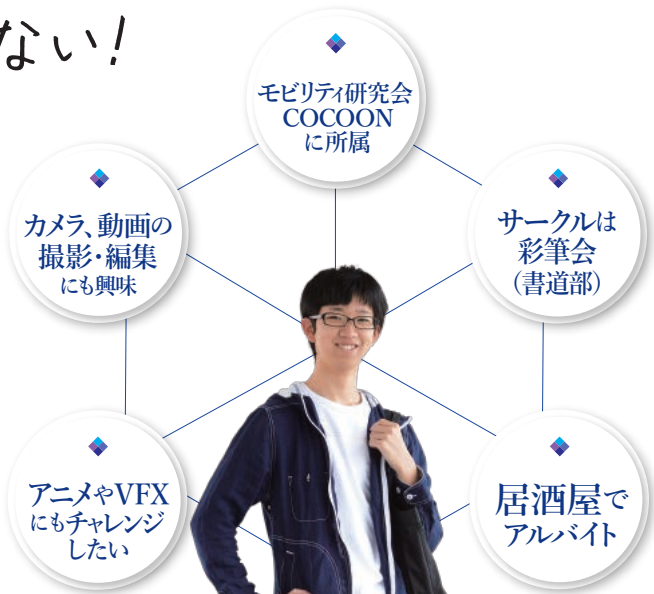 ない!
モビリティ研究会
COCOON
に所属
カメラ、動画の
撮影・編集
にも興味
サークルは
彩筆会
(書道部)
アニメやVFX
にもチャレンジ
したい
居酒屋で
アルバイト